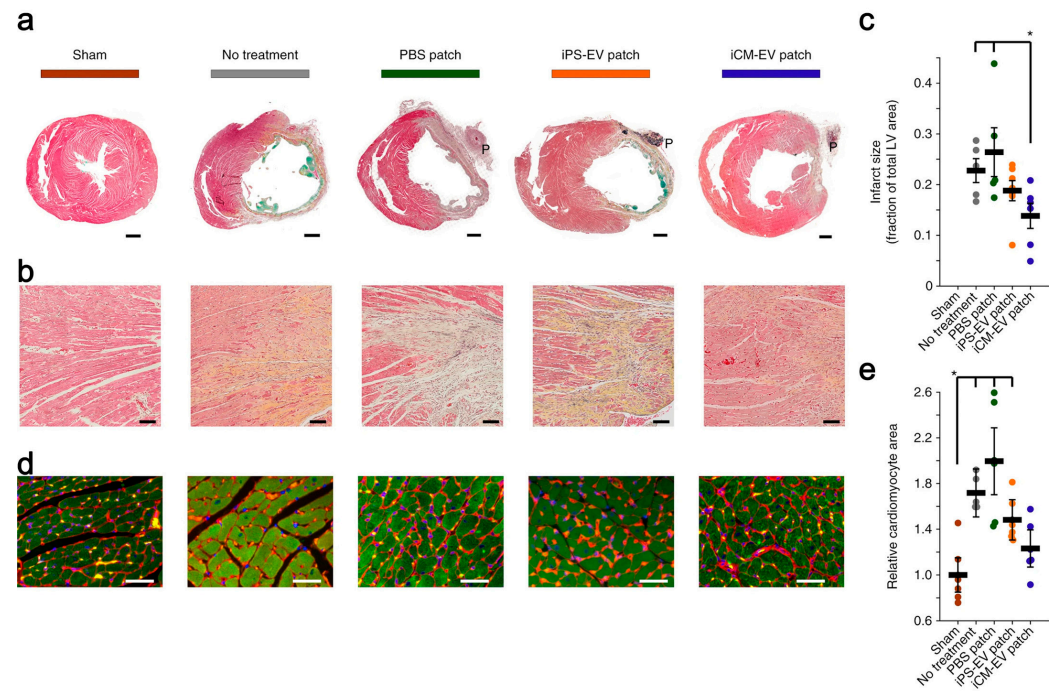 a
Sham
No treatment
PBS patch
iPS-EV patch
iCM-EV patch
P
P
P
b
d
c
*
Infarct size
(fraction of total LV area)
0.4
0.3
0.2
0.1
0
Sham
No treatment
PBS patch
iPS-EV patch
iCM-EV patch
e
*
Relative cardiomyocyte area
2.6
2.2
1.8
1.4
1.0
0.6
Sham
No treatment
PBS patch
iPS-EV patch
iCM-EV patch